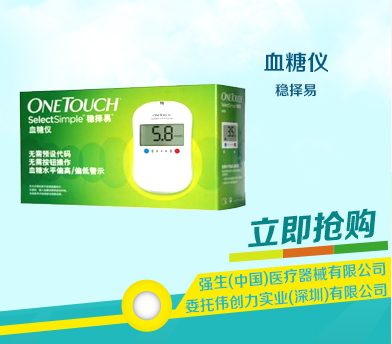 血糖仪
稳择易
ONETOUCH
SelectSimple™ 稳择易™
血糖仪
5.8
无需预设代码
无需按钮操作
血糖水平偏高/偏低警示
立即抢购
强生(中国)医疗器械有限公司
委托伟创力实业(深圳)有限公司